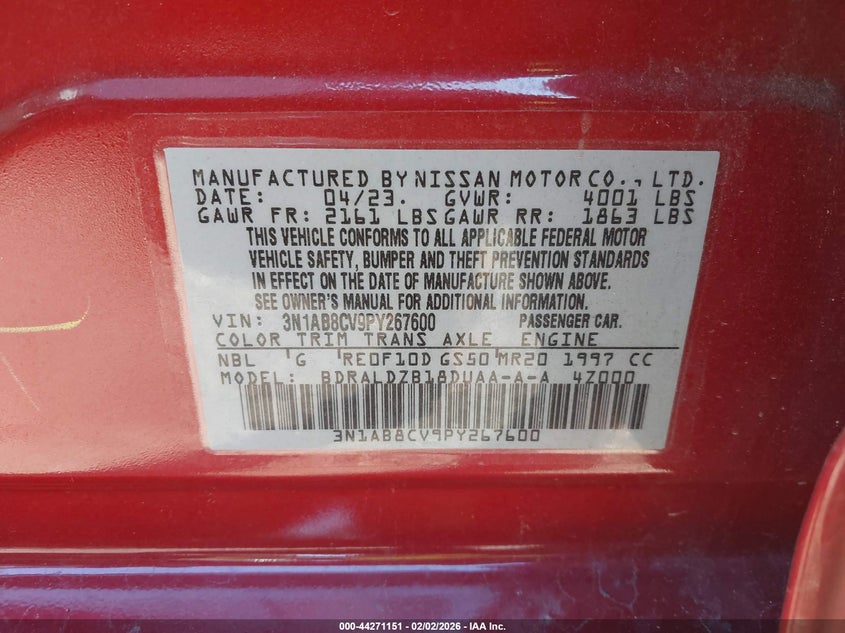 MANUFACTURED BY NISSAN MOTOR CO., LTD.
DATE: 04/23. GVWR: 4001 LBS
GAWR FR: 2161 LBS GAWR RR: 1863 LBS
THIS VEHICLE CONFORMS TO ALL APPLICABLE FEDERAL MOTOR
VEHICLE SAFETY, BUMPER AND THEFT PREVENTION STANDARDS
IN EFFECT ON THE DATE OF MANUFACTURE SHOWN ABOVE.
SEE OWNER'S MANUAL FOR ADDITIONAL INFORMATION.
VIN: 3N1AB8CV9PY267600 PASSENGER CAR.
COLOR TRIM TRANS AXLE ENGINE
NBL 'G RE0F10D GS50 'MR20 1997 CC
MODEL: BDRALDZB18DUAA-A-A 4Z000
3N1AB8CV9PY267600
000-44271151 - 02/02/2026 - IAA Inc.